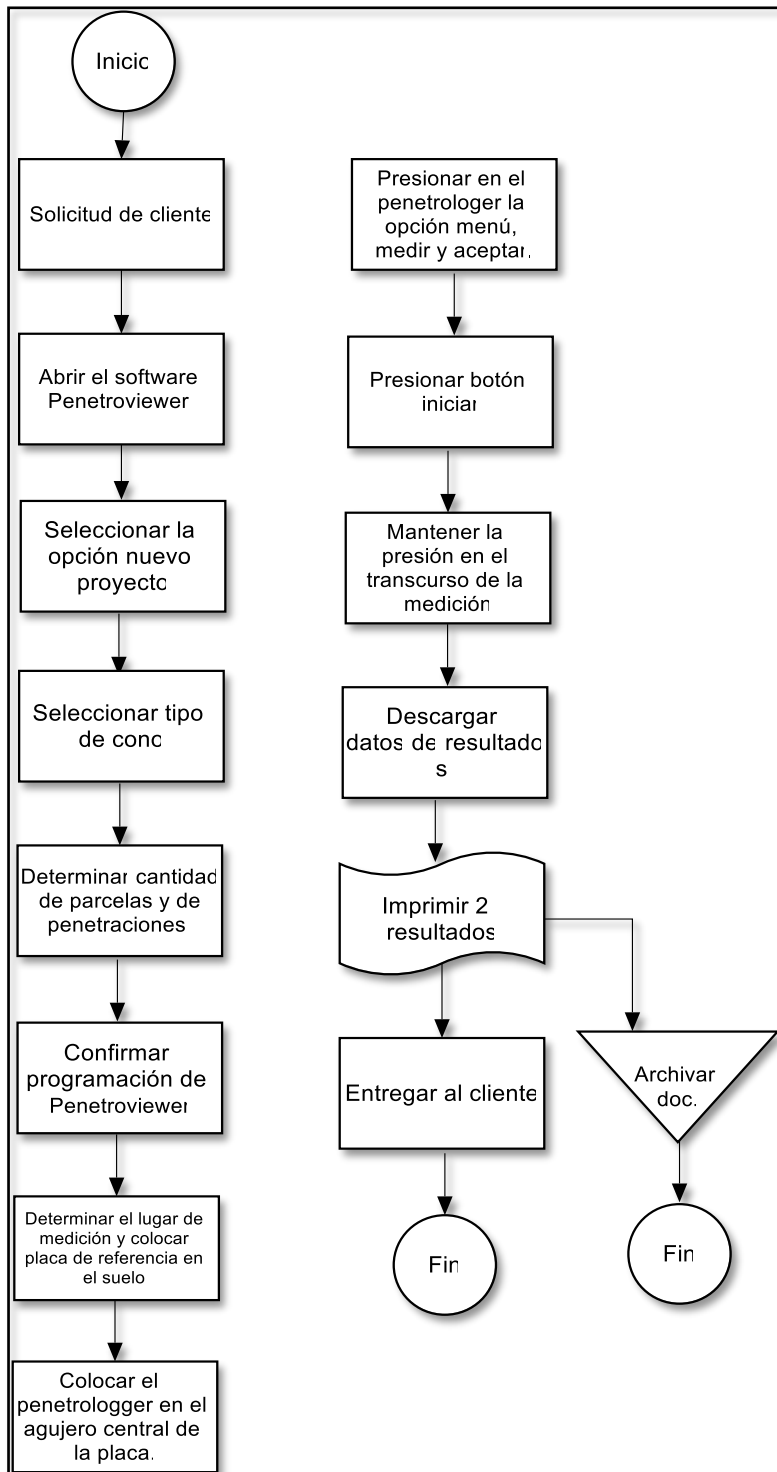 Inicio
Solicitud de cliente
Abrir el software
Penetroviewer
Seleccionar la
opción nuevo
proyecto
Seleccionar tipo
de cono
Determinar cantidad
de parcelas y de
penetraciones
Confirmar
programación de
Penetroviewer
Determinar el lugar de
medición y colocar
placa de referencia en
el suelo
Colocar el
penetrologger en el
agujero central de
la placa.
Presionar en el
penetrologer la
opción menú,
medir y aceptar.
Presionar botón
iniciar
Mantener la
presión en el
transcurso de la
medición
Descargar
datos de resultado
s
Imprimir 2
resultados
Entregar al cliente
Archivar
doc.
Fin
Fin